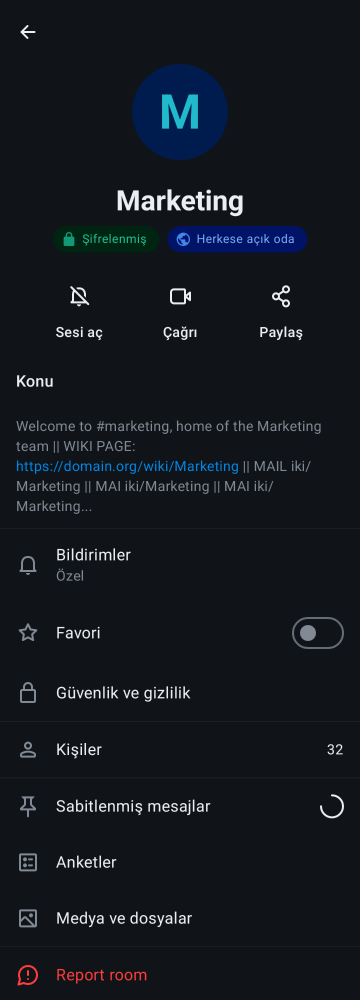 M
Marketing
Şifrelenmiş
Herkese açık oda
Sesi aç
Çağrı
Paylaş
Konu
Welcome to #marketing, home of the Marketing
team || WIKI PAGE:
https://domain.org/wiki/Marketing || MAIL iki/
Marketing || MAI iki/Marketing || MAI iki/
Marketing...
Bildirimler
Özel
Favori
Güvenlik ve gizlilik
Kişiler
32
Sabitlenmiş mesajlar
Anketler
Medya ve dosyalar
Report room